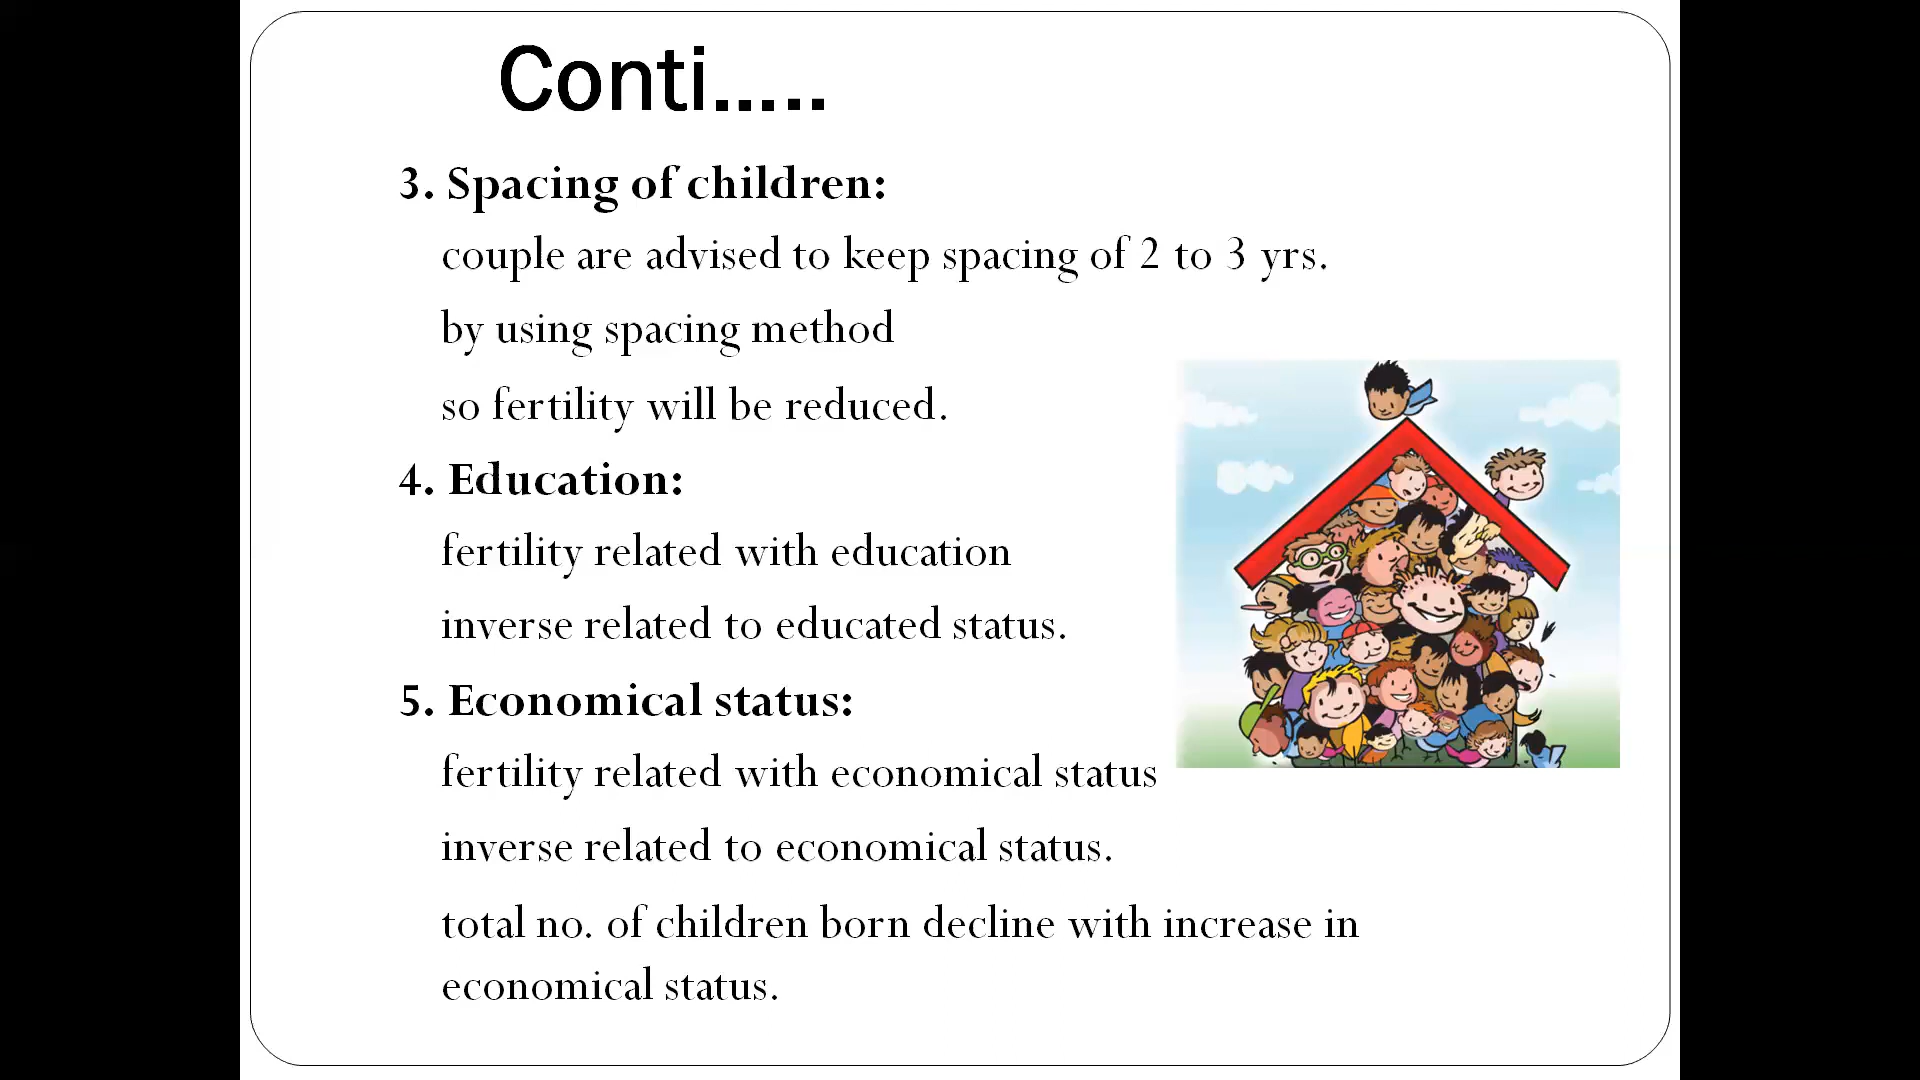 Conti.....
3. Spacing of children:
couple are advised to keep spacing of 2 to 3 yrs.
by using spacing method
so fertility will be reduced.
4. Education:
fertility related with education
inverse related to educated status.
5. Economical status:
fertility related with economical status
inverse related to economical status.
total no. of children born decline with increase in
economical status.